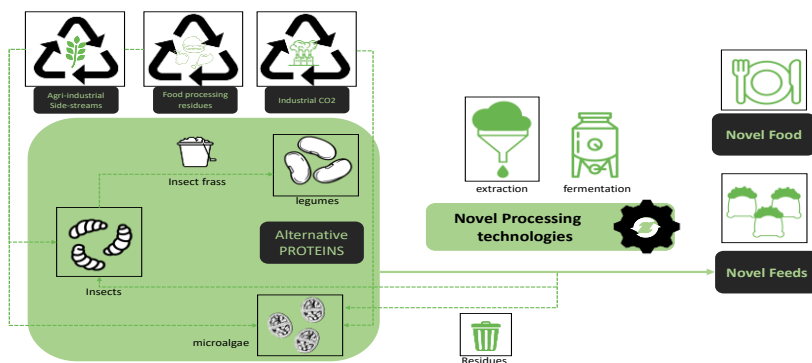 Agri-industrial
Side-streams
Food processing
residues
Industrial CO2
Insect frass
legumes
Alternative
PROTEINS
Insects
microalgae
extraction
fermentation
Novel Processing
technologies
Residues
Novel Food
Novel Feeds